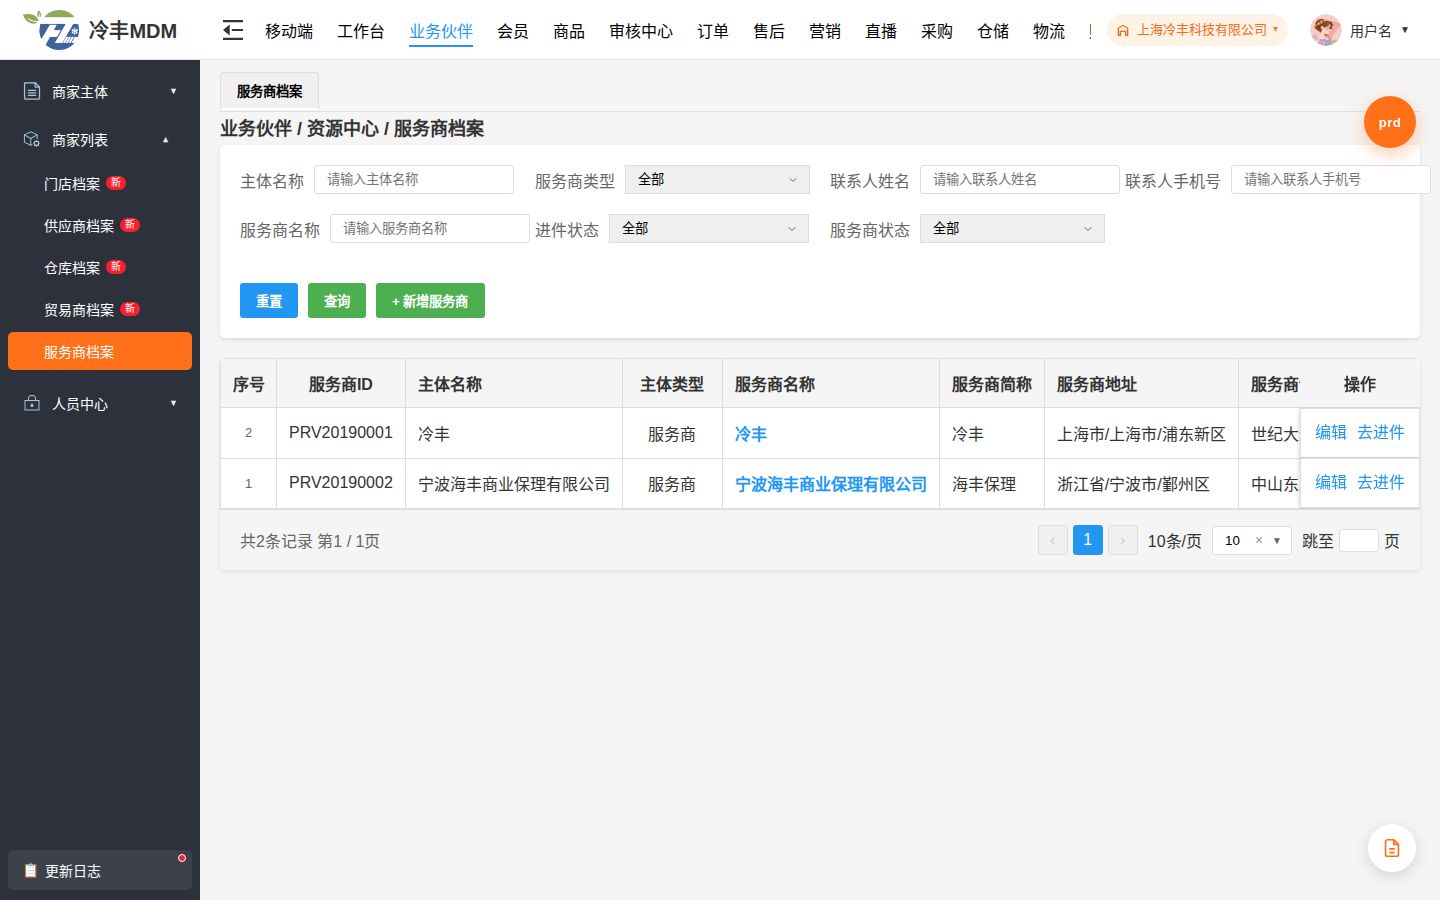 冷丰MDM
移动端 工作台 业务伙伴 会员 商品 审核中心 订单 售后 营销 直播 采购 仓储 物流
上海冷丰科技有限公司
用户名
商家主体
商家列表
门店档案 新
供应商档案 新
仓库档案 新
贸易商档案 新
服务商档案
人员中心
更新日志
服务商档案
业务伙伴 / 资源中心 / 服务商档案
prd
主体名称 请输入主体名称 服务商类型 全部 联系人姓名 请输入联系人姓名 联系人手机号 请输入联系人手机号
服务商名称 请输入服务商名称 进件状态 全部 服务商状态 全部
重置 查询 + 新增服务商
序号 服务商ID 主体名称 主体类型 服务商名称 服务商简称 服务商地址 服务商 操作
2 PRV20190001 冷丰 服务商 冷丰 冷丰 上海市/上海市/浦东新区 世纪大 编辑 去进件
1 PRV20190002 宁波海丰商业保理有限公司 服务商 宁波海丰商业保理有限公司 海丰保理 浙江省/宁波市/鄞州区 中山东 编辑 去进件
共2条记录 第1 / 1页 ‹ 1 › 10条/页 10 × 跳至 页